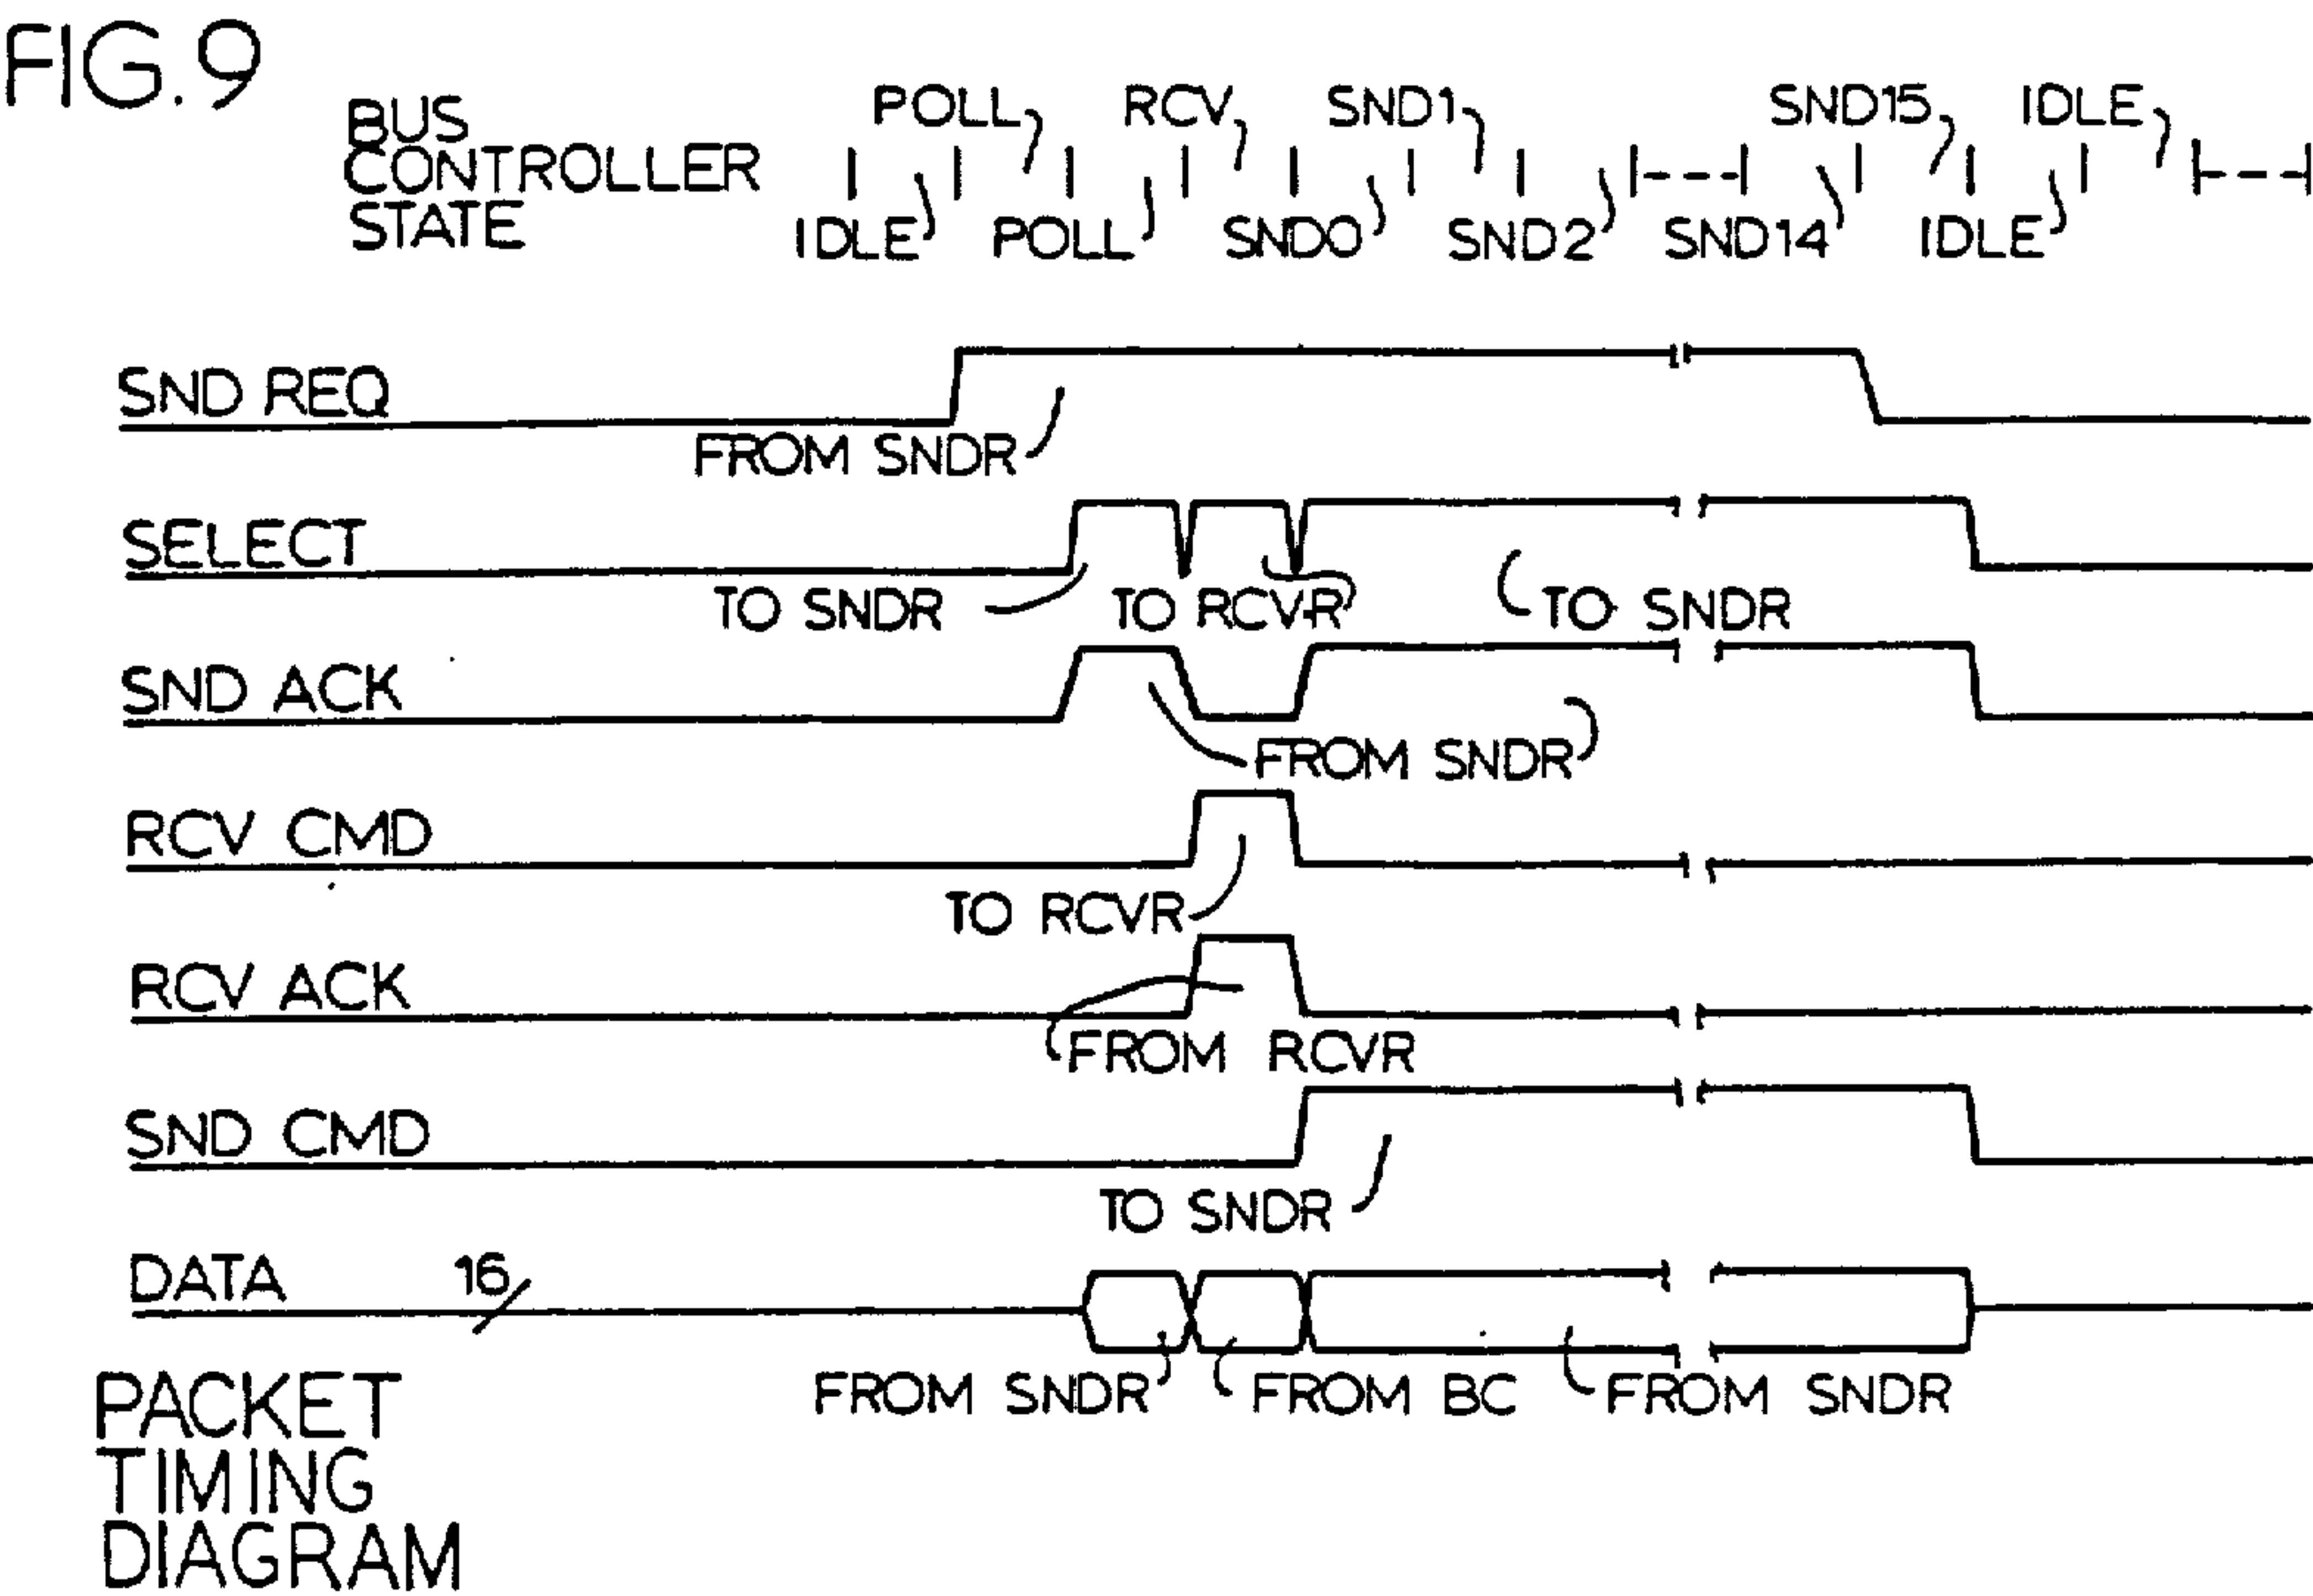 FIG. 9
BUS
CONTROLLER
STATE
POLL RCV SND1 SND15 IDLE
IDLE POLL SND0 SND2 SND14 IDLE
SND REQ
FROM SNDR
SELECT
TO SNDR TO RCVR TO SNDR
SND ACK
FROM SNDR
RCV CMD
TO RCVR
RCV ACK
FROM RCVR
SND CMD
TO SNDR
DATA 16
FROM SNDR FROM BC FROM SNDR
PACKET
TIMING
DIAGRAM